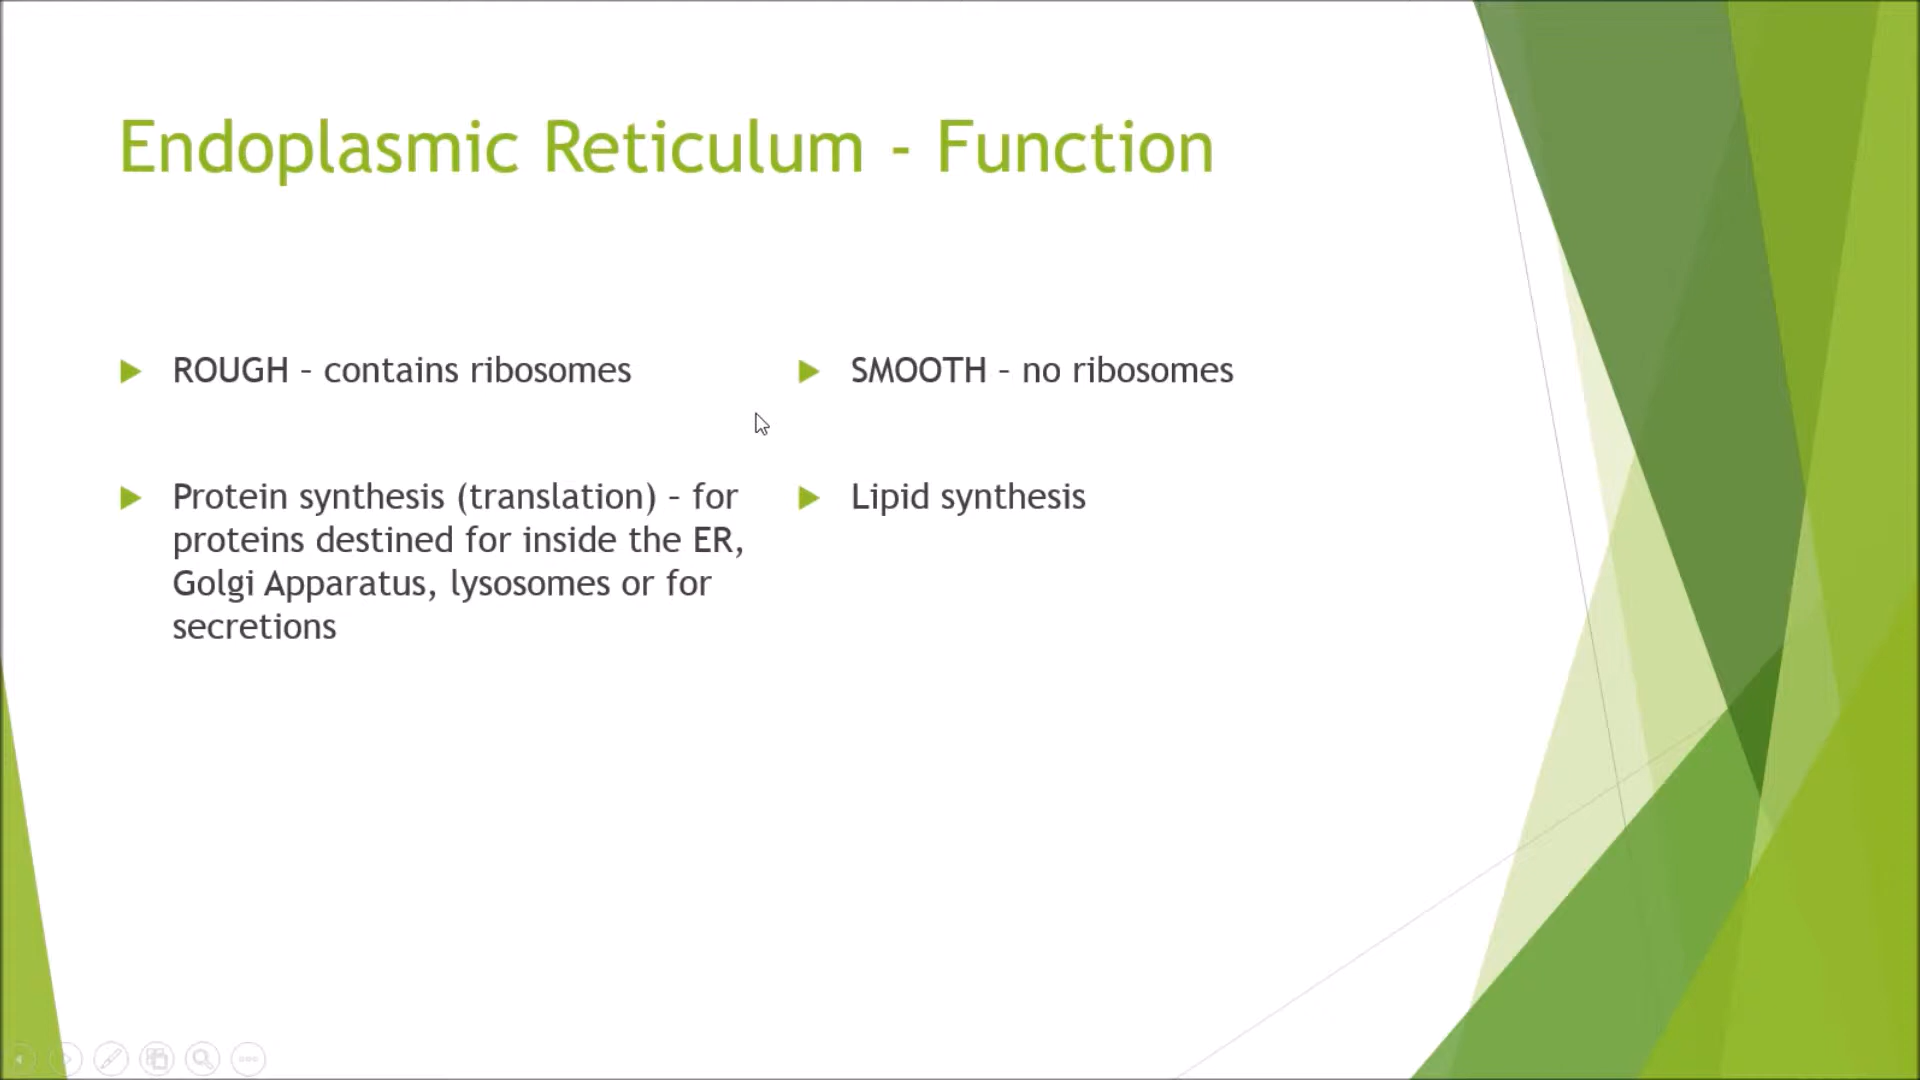 Endoplasmic Reticulum - Function
ROUGH – contains ribosomes
Protein synthesis (translation) – for
proteins destined for inside the ER,
Golgi Apparatus, lysosomes or for
secretions
SMOOTH – no ribosomes
Lipid synthesis